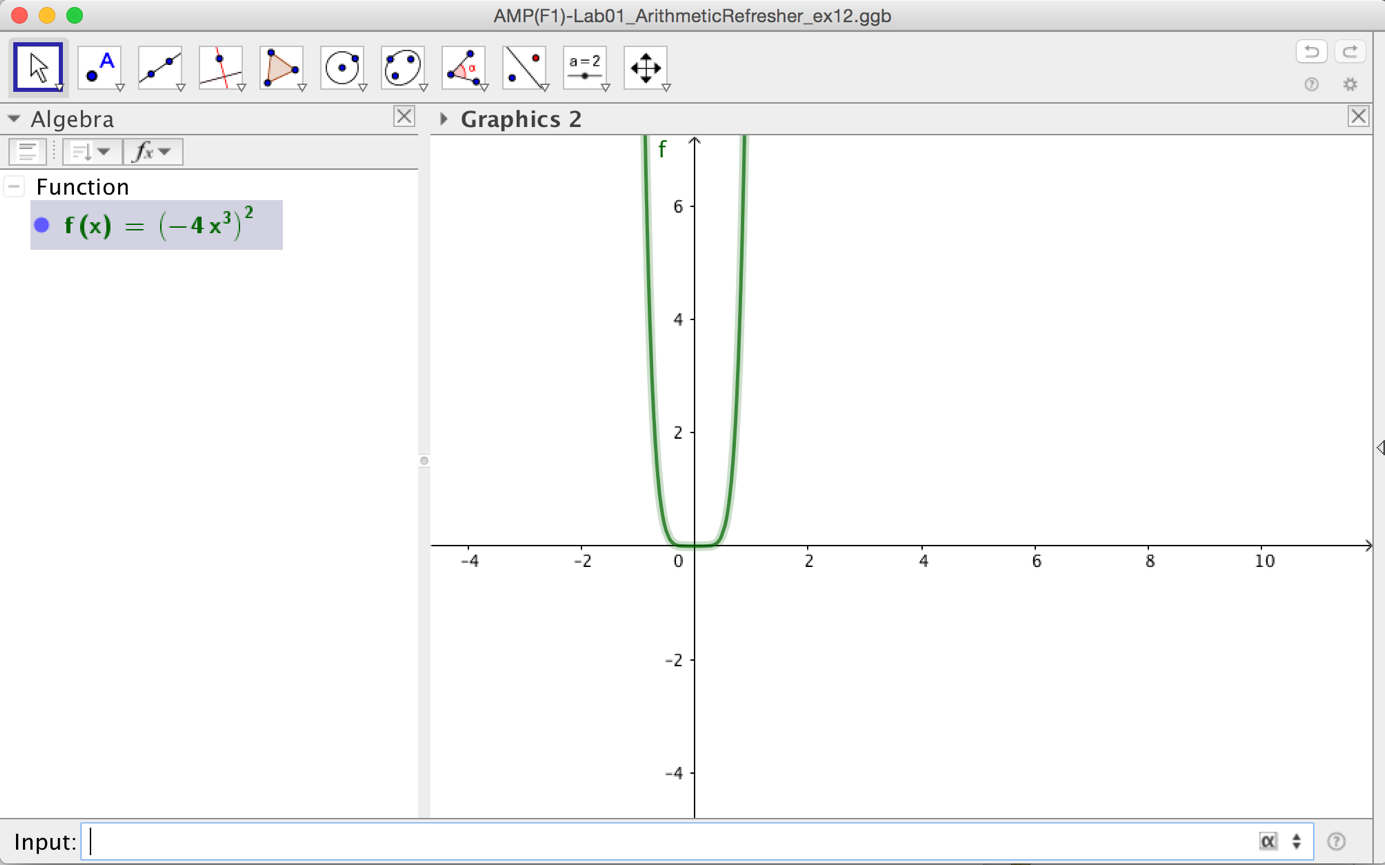 AMP(F1)-Lab01_ArithmeticRefresher_ex12.ggb
A α a=2
Algebra
Graphics 2
fx
Function
f(x) = (−4 x³)²
f
6
4
2
-4 -2 0 2 4 6 8 10
-2
-4
Input: α